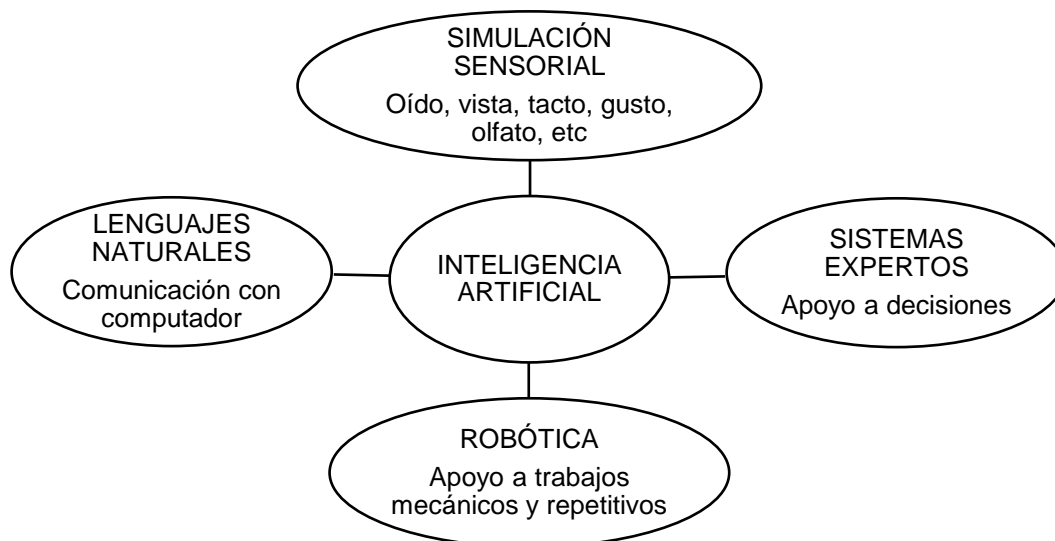 SIMULACIÓN
SENSORIAL
Oído, vista, tacto, gusto,
olfato, etc
LENGUAJES
NATURALES
Comunicación con
computador
INTELIGENCIA
ARTIFICIAL
SISTEMAS
EXPERTOS
Apoyo a decisiones
ROBÓTICA
Apoyo a trabajos
mecánicos y repetitivos